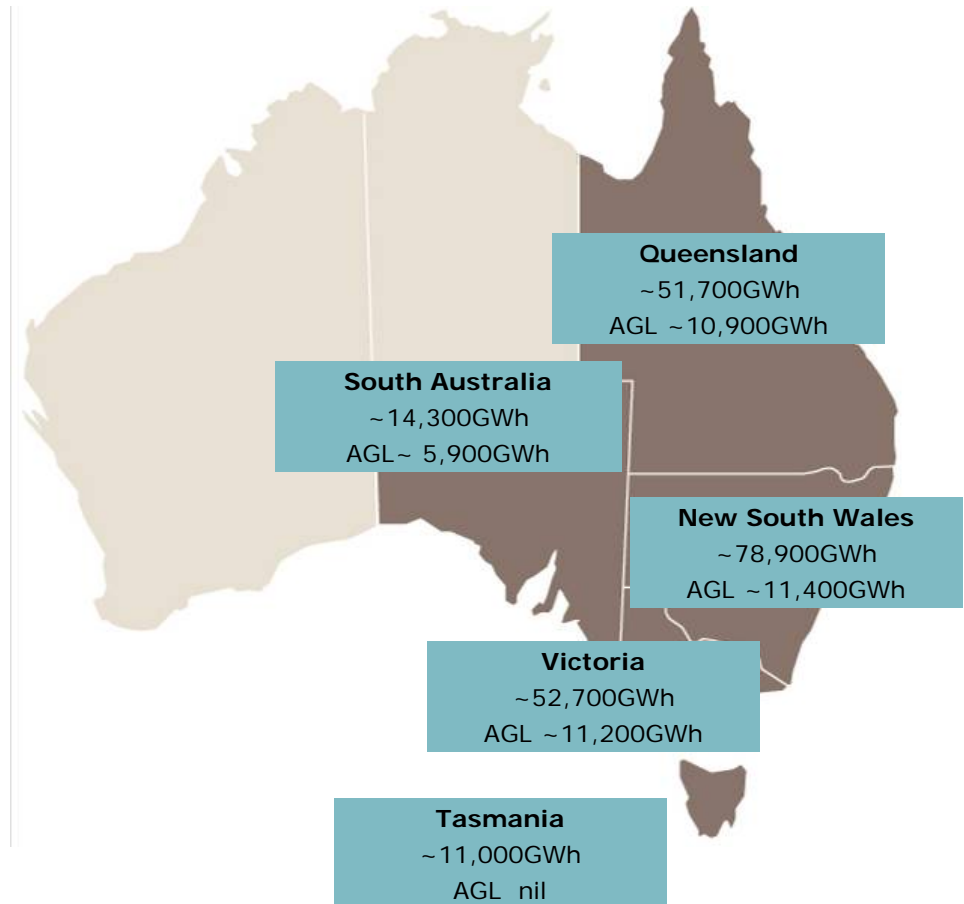 Queensland
~51,700GWh
AGL ~10,900GWh
South Australia
~14,300GWh
AGL~ 5,900GWh
New South Wales
~78,900GWh
AGL ~11,400GWh
Victoria
~52,700GWh
AGL ~11,200GWh
Tasmania
~11,000GWh
AGL nil